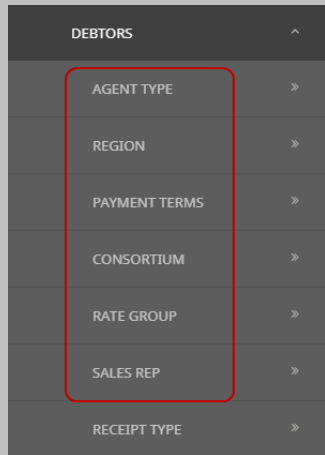 DEBTORS
AGENT TYPE
REGION
PAYMENT TERMS
CONSORTIUM
RATE GROUP
SALES REP
RECEIPT TYPE